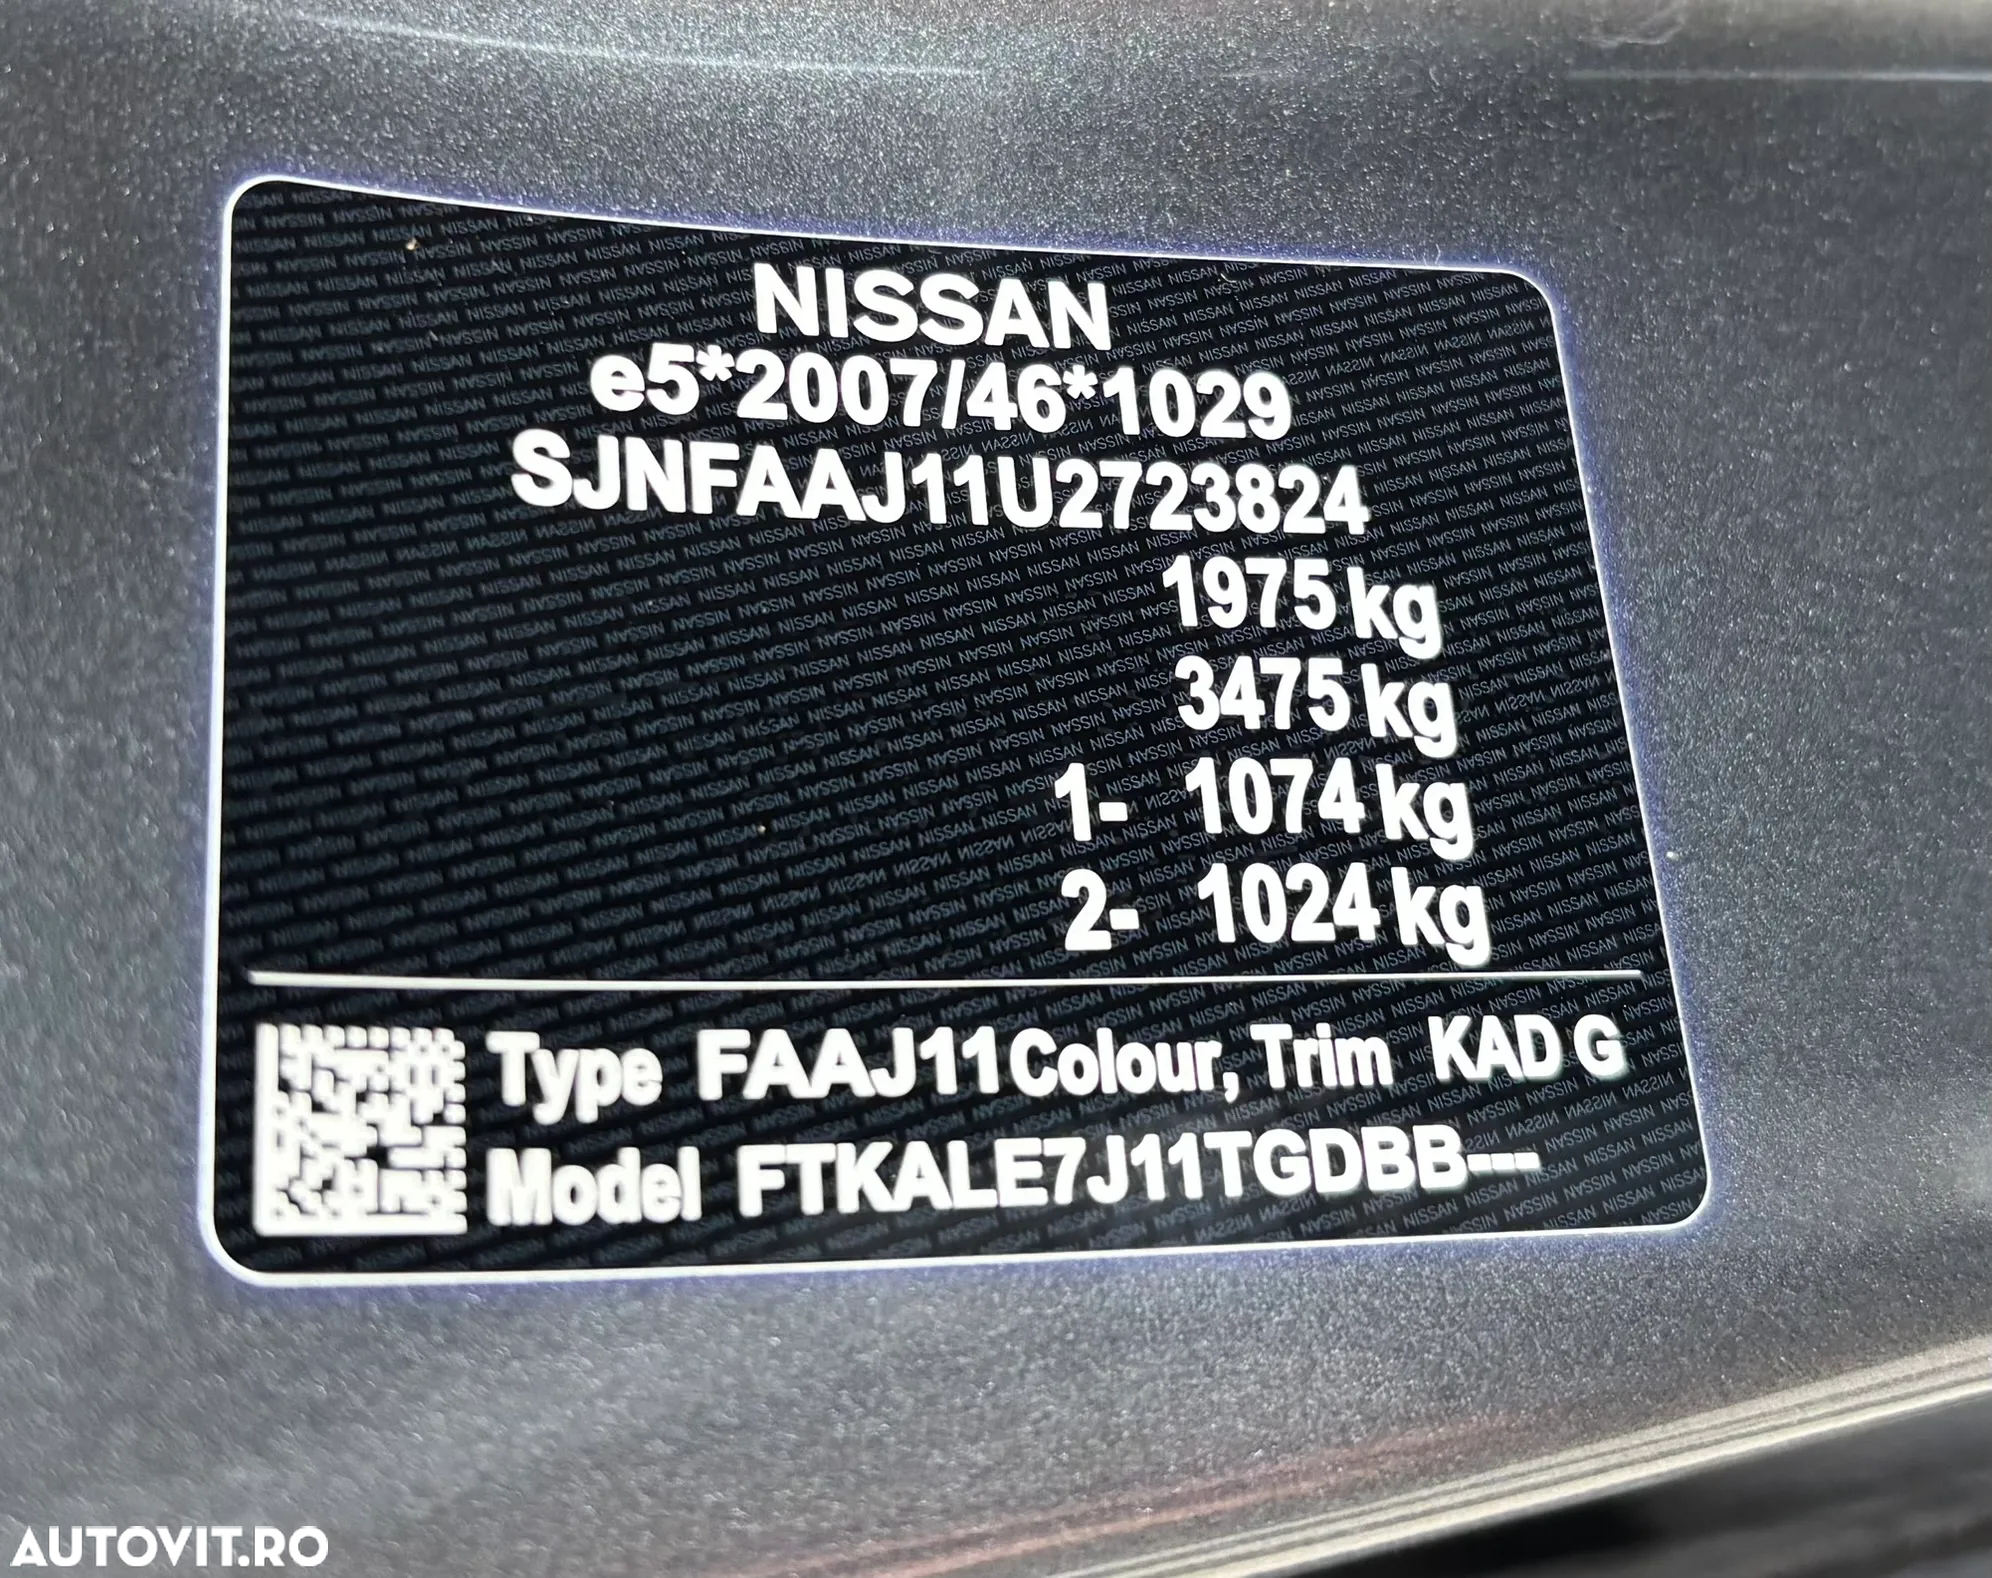 NISSAN
e5*2007/46*1029
SJNFAAJ11U2723824
1975 kg
3475 kg
1- 1074 kg
2- 1024 kg
Type FAAJ11 Colour, Trim KAD G
Model FTKALE7J11TGDBB---
AUTOVIT.RO